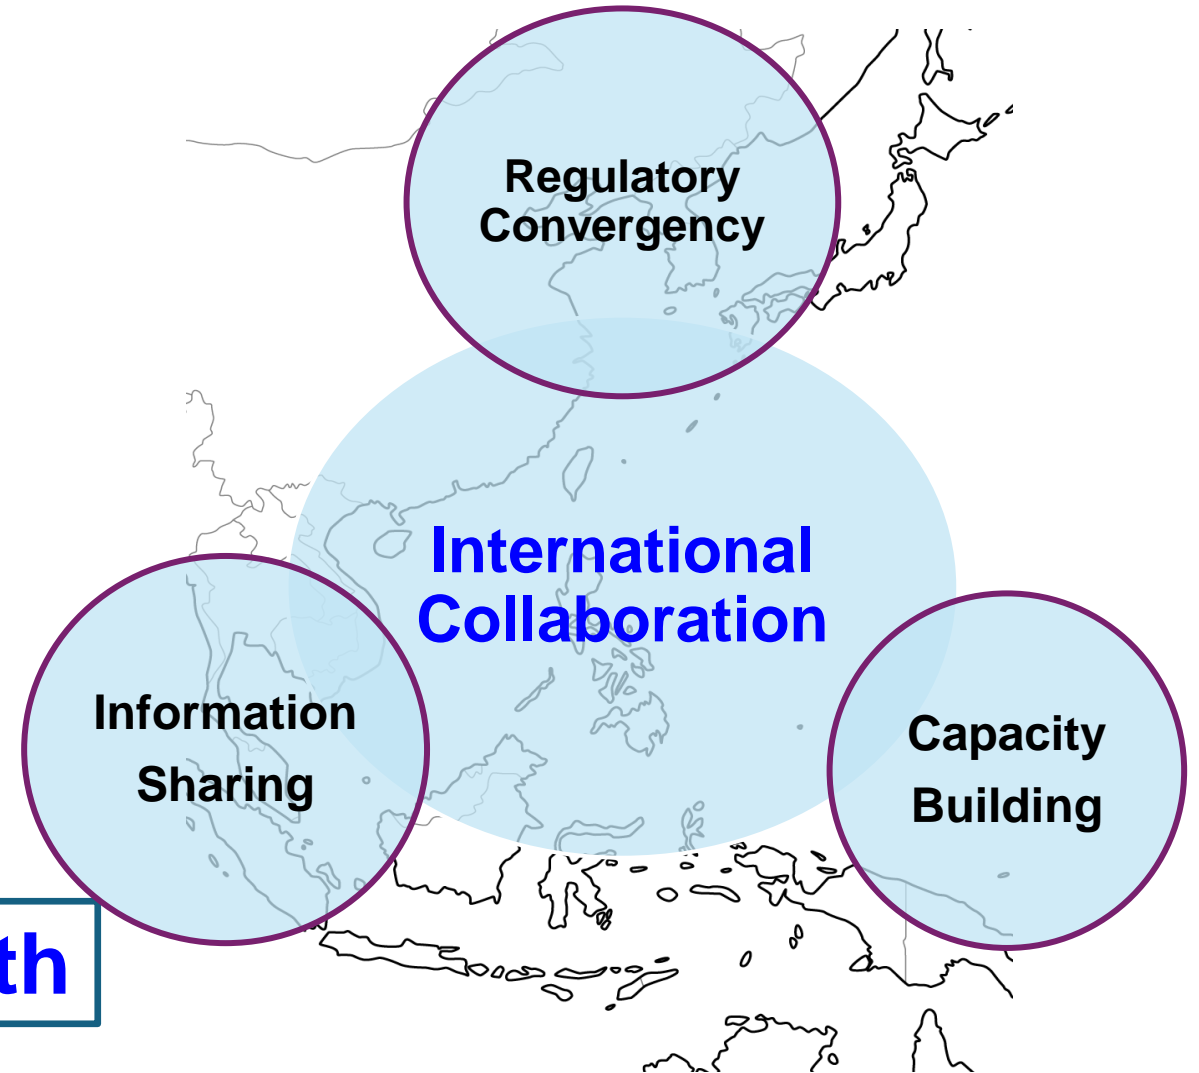 Regulatory
Convergency
International
Collaboration
Information
Sharing
Capacity
Building
th